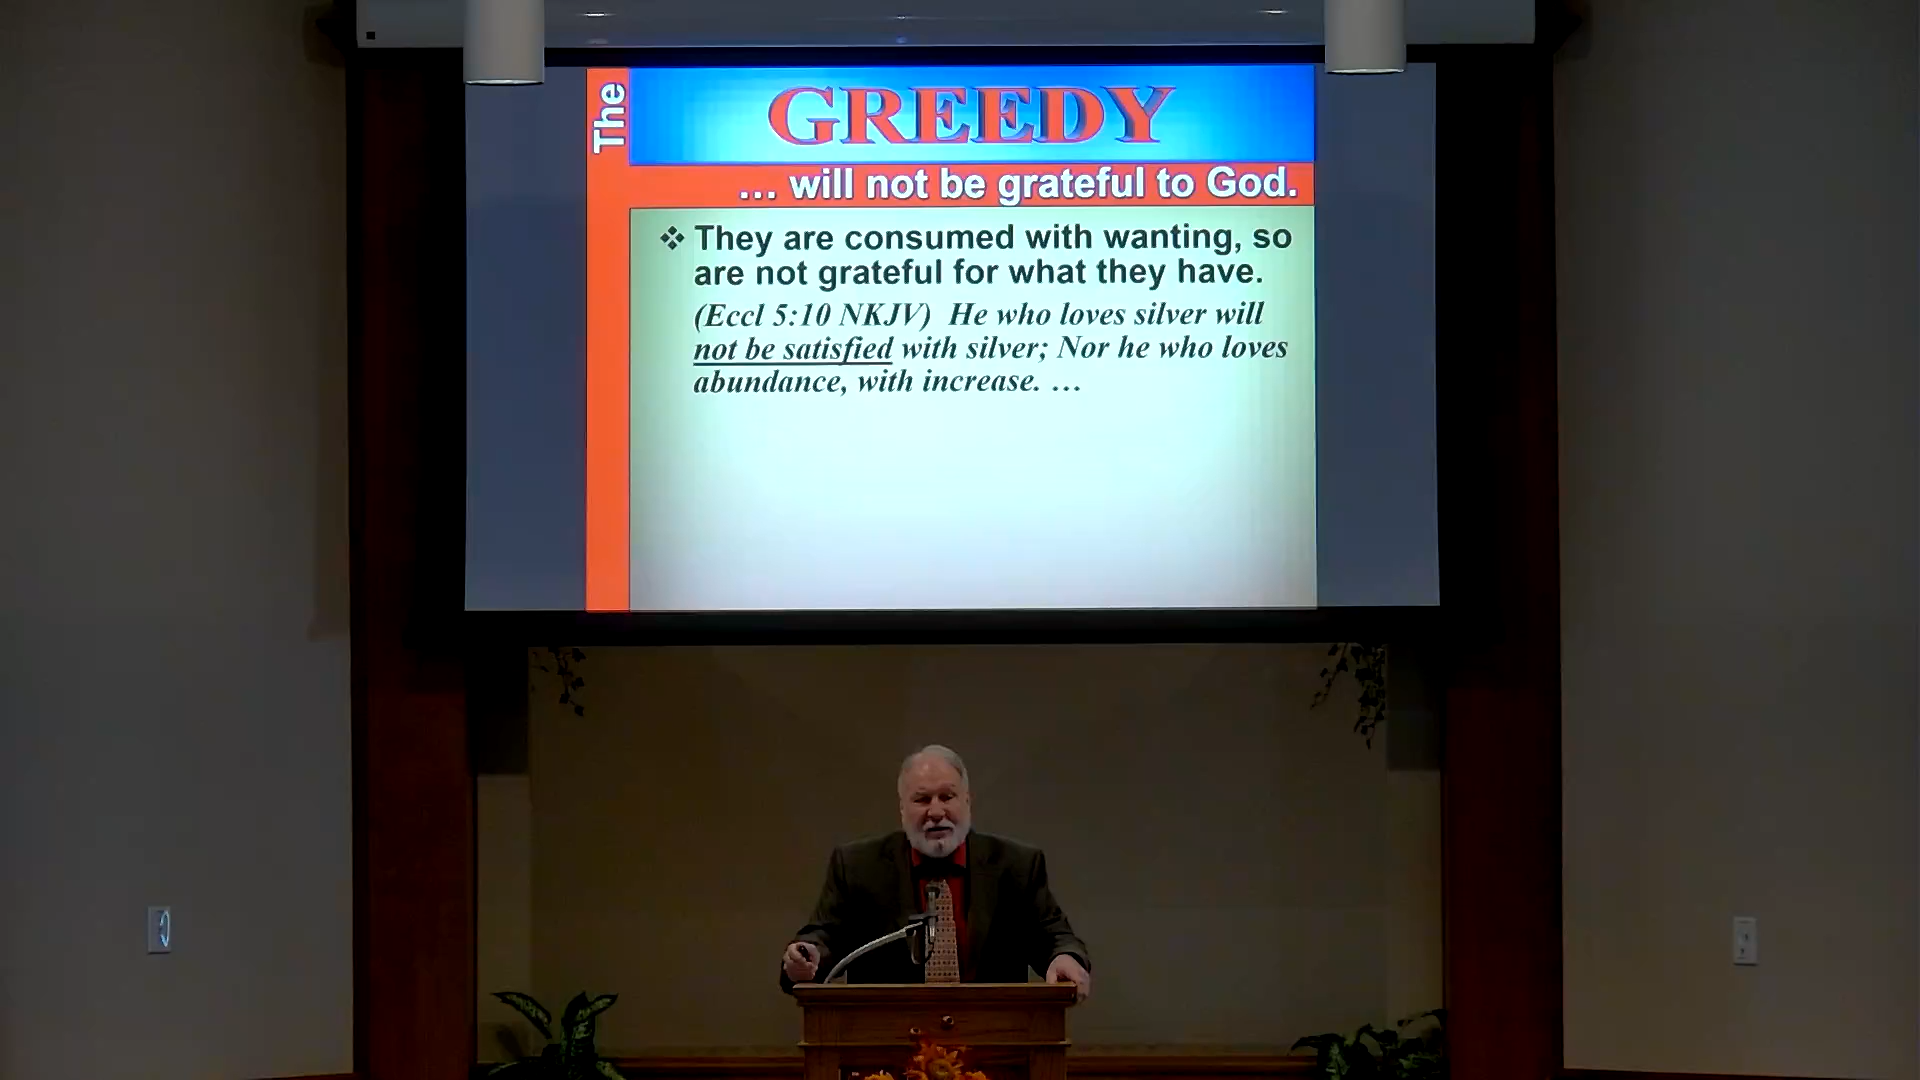 The
GREEDY
... will not be grateful to God.
❖ They are consumed with wanting, so
are not grateful for what they have.
(Eccl 5:10 NKJV) He who loves silver will
not be satisfied with silver; Nor he who loves
abundance, with increase. ...